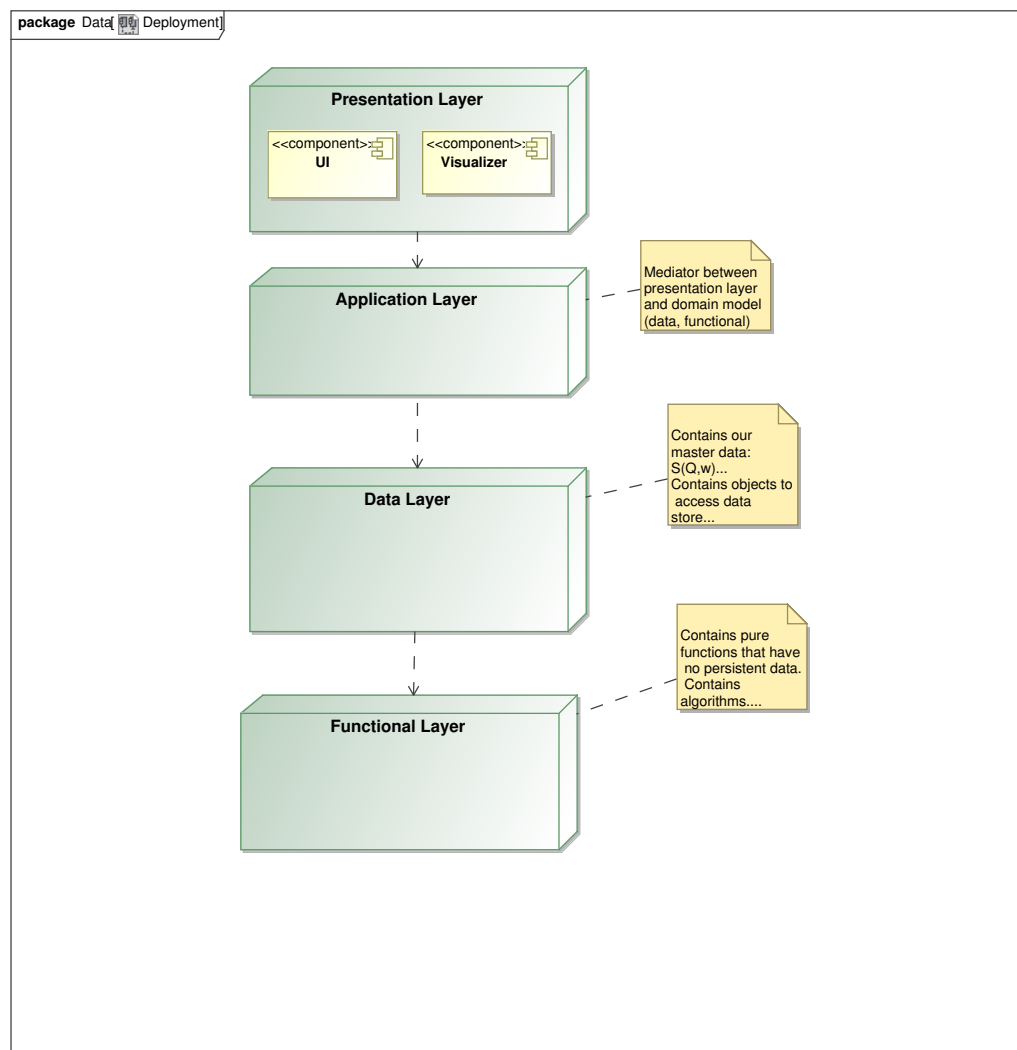 package Data[ Deployment]
Presentation Layer
<<component>>
UI
<<component>>
Visualizer
Application Layer
Mediator between
presentation layer
and domain model
(data, functional)
Data Layer
Contains our
master data:
S(Q,w)...
Contains objects to
access data
store...
Functional Layer
Contains pure
functions that have
no persistent data.
Contains
algorithms....